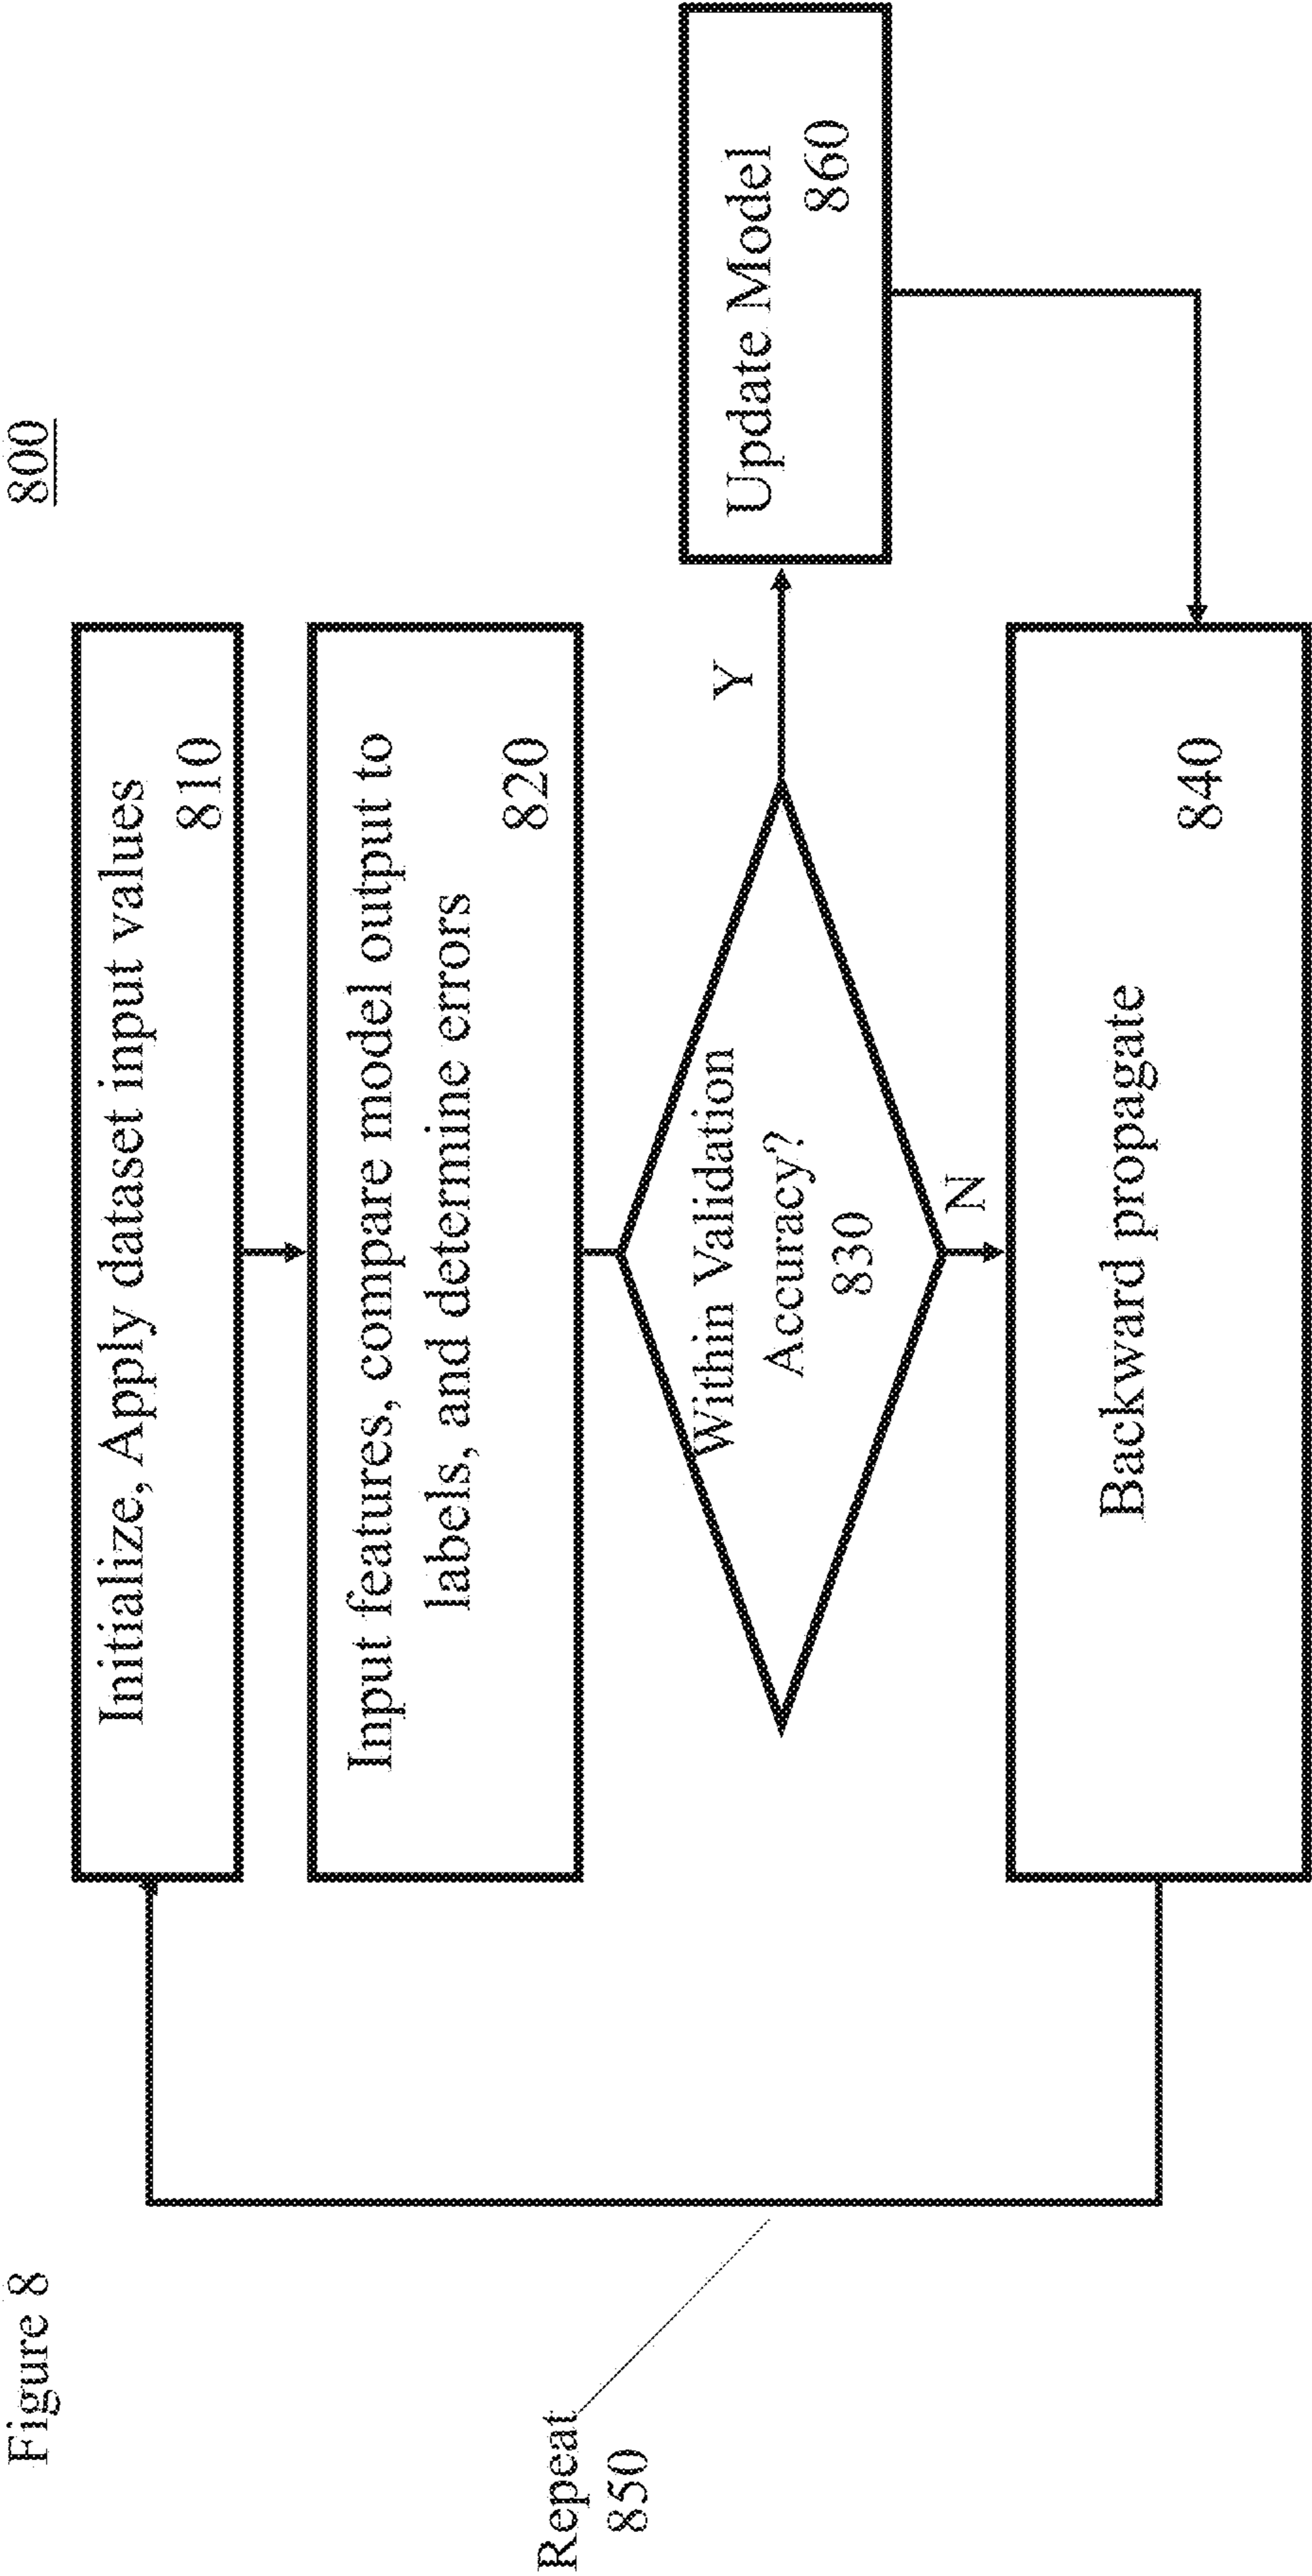 Figure 8
800
Initialize, Apply dataset input values
810
Input features, compare model output to
labels, and determine errors
820
Within Validation
Accuracy?
830
Y
Update Model
860
N
Backward propagate
840
Repeat
850